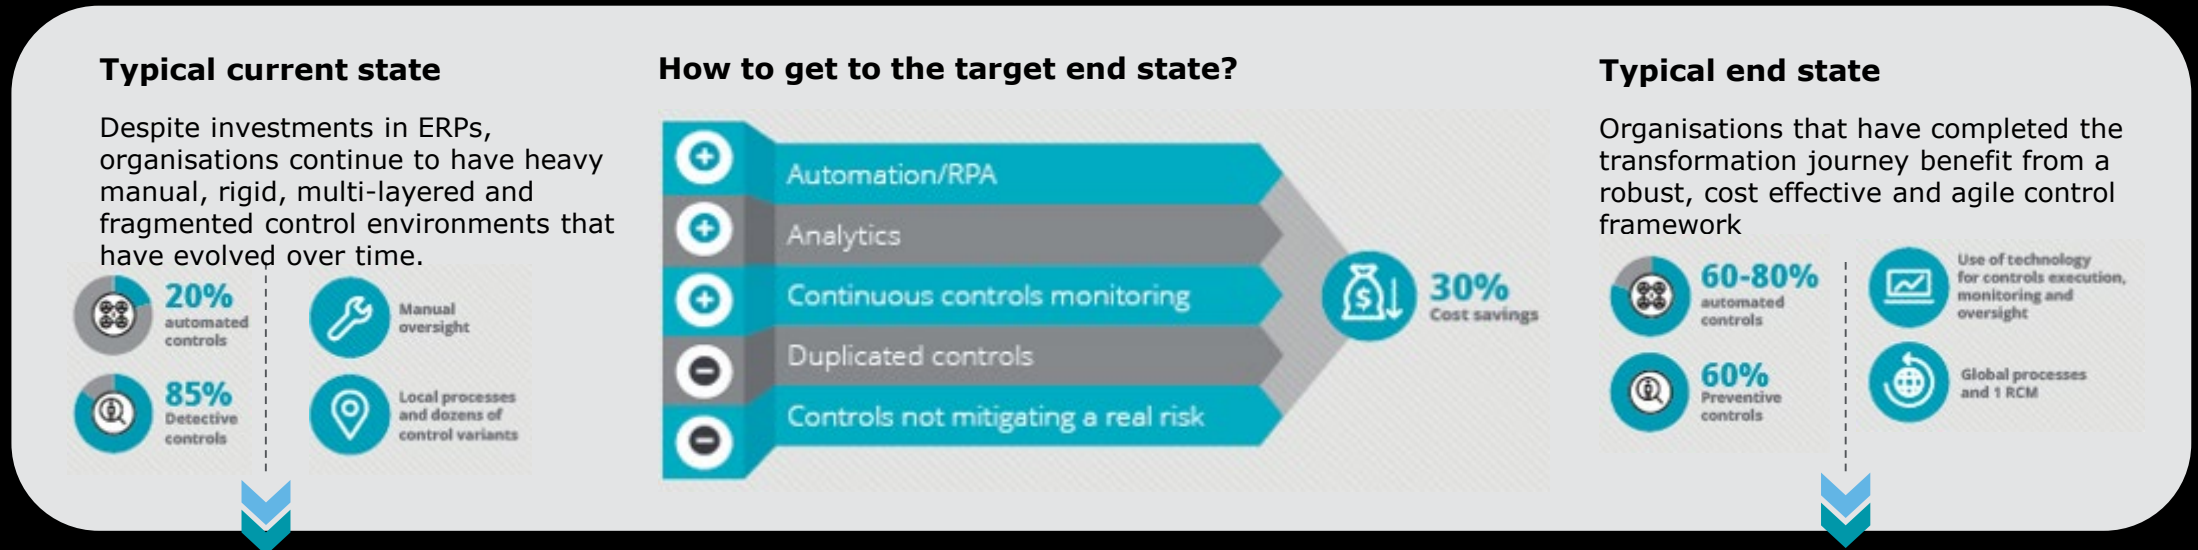 Typical current state
Despite investments in ERPs,
organisations continue to have heavy
manual, rigid, multi-layered and
fragmented control environments that
have evolved over time.
20%
automated
controls
85%
Detective
controls
Manual
oversight
Local processes
and dozens of
control variants
How to get to the target end state?
Automation/RPA
Analytics
Continuous controls monitoring
Duplicated controls
Controls not mitigating a real risk
30%
Cost savings
Typical end state
Organisations that have completed the
transformation journey benefit from a
robust, cost effective and agile control
framework
60-80%
automated
controls
60%
Preventive
controls
Use of technology
for controls execution,
monitoring and
oversight
Global processes
and 1 RCM